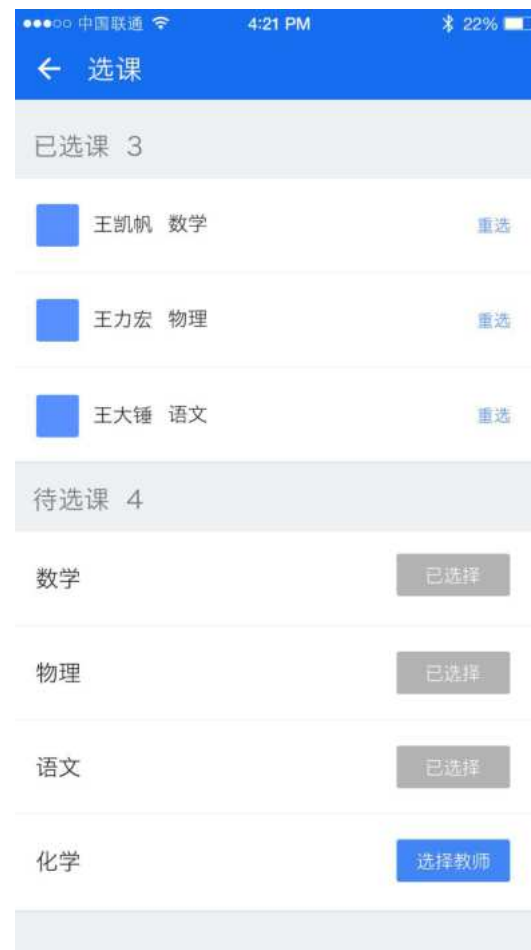 中国联通 4:21 PM 22%
选课
已选课 3
王凯帆 数学 重选
王力宏 物理 重选
王大锤 语文 重选
待选课 4
数学 已选择
物理 已选择
语文 已选择
化学 选择教师